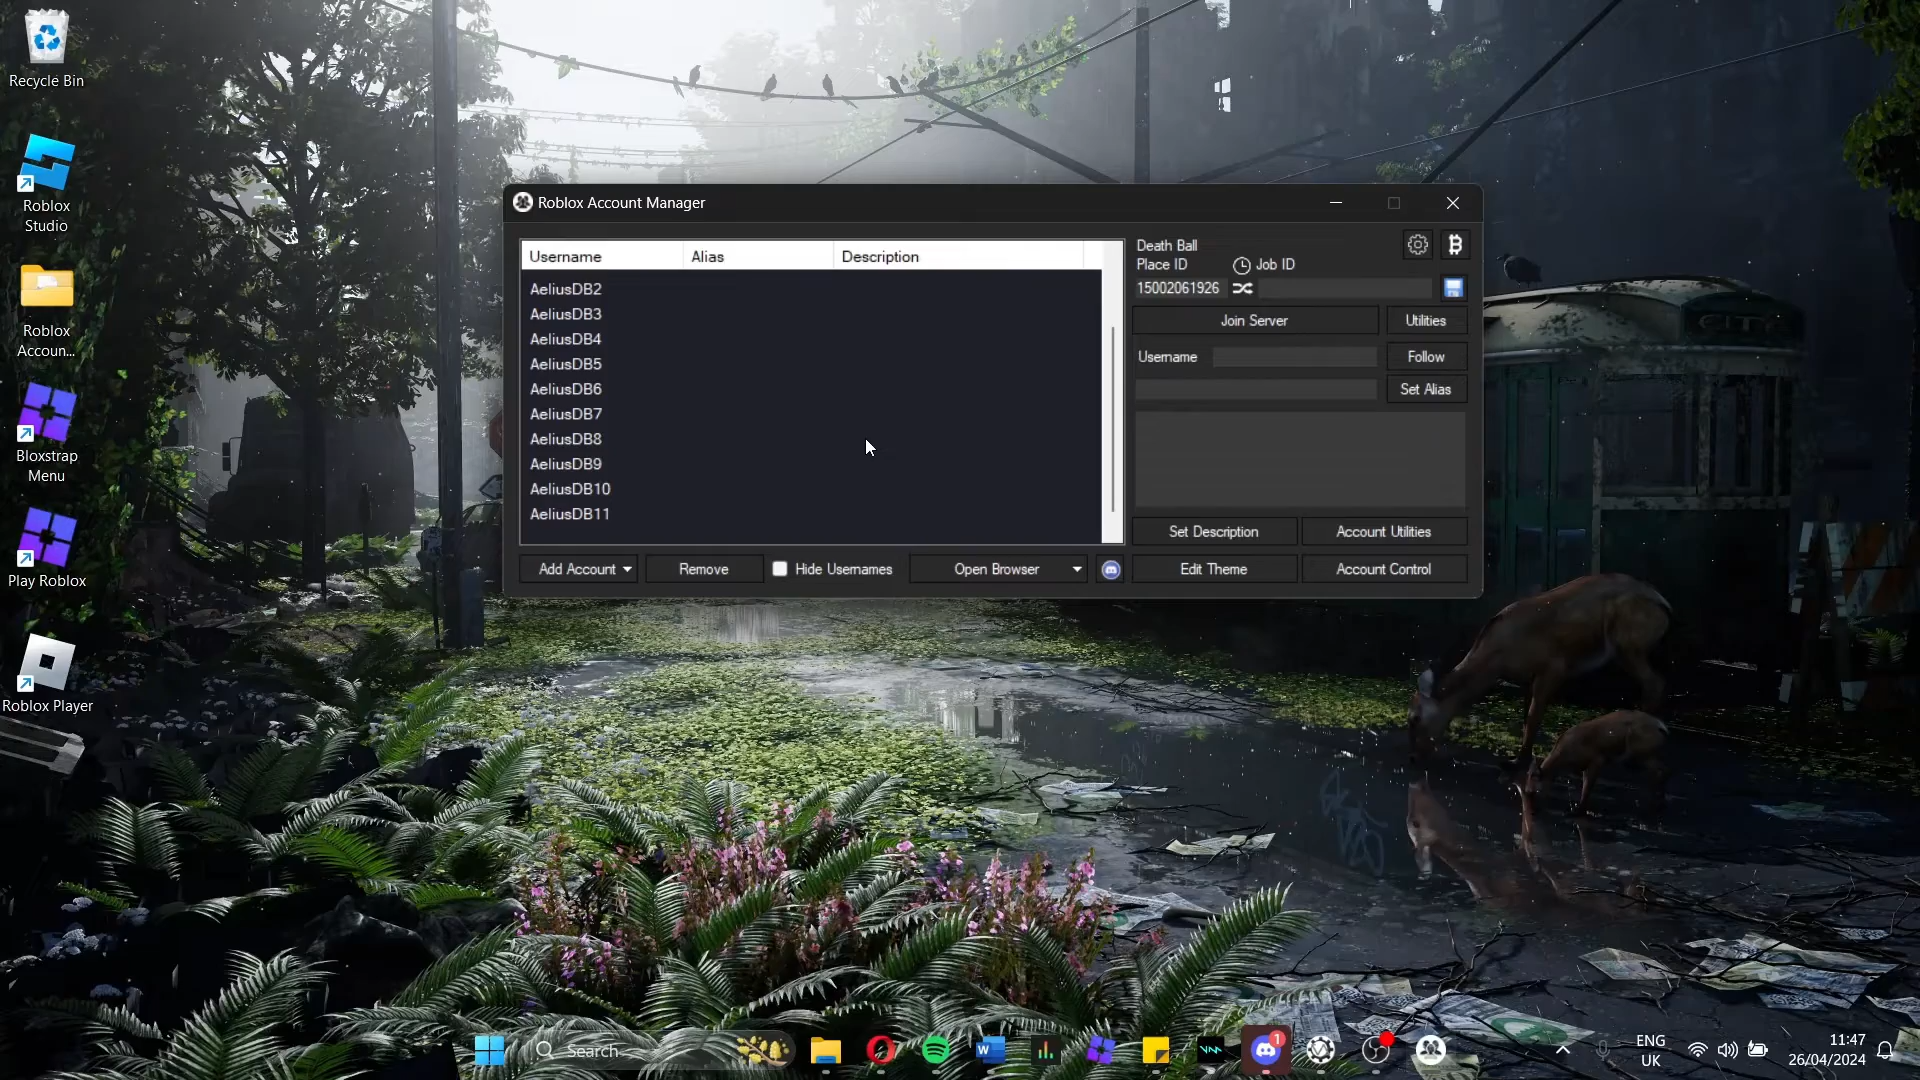 Recycle Bin
Roblox
Studio
Roblox
Accoun...
Bloxstrap
Menu
Play Roblox
Roblox Player
Roblox Account Manager
Username Alias Description
AeliusDB2
AeliusDB3
AeliusDB4
AeliusDB5
AeliusDB6
AeliusDB7
AeliusDB8
AeliusDB9
AeliusDB10
AeliusDB11
Add Account Remove Hide Usernames Open Browser
Death Ball
Place ID Job ID
15002061926
Join Server Utilities
Username Follow
Set Alias
Set Description Account Utilities
Edit Theme Account Control
Search
1
ENG
UK
11:47
26/04/2024